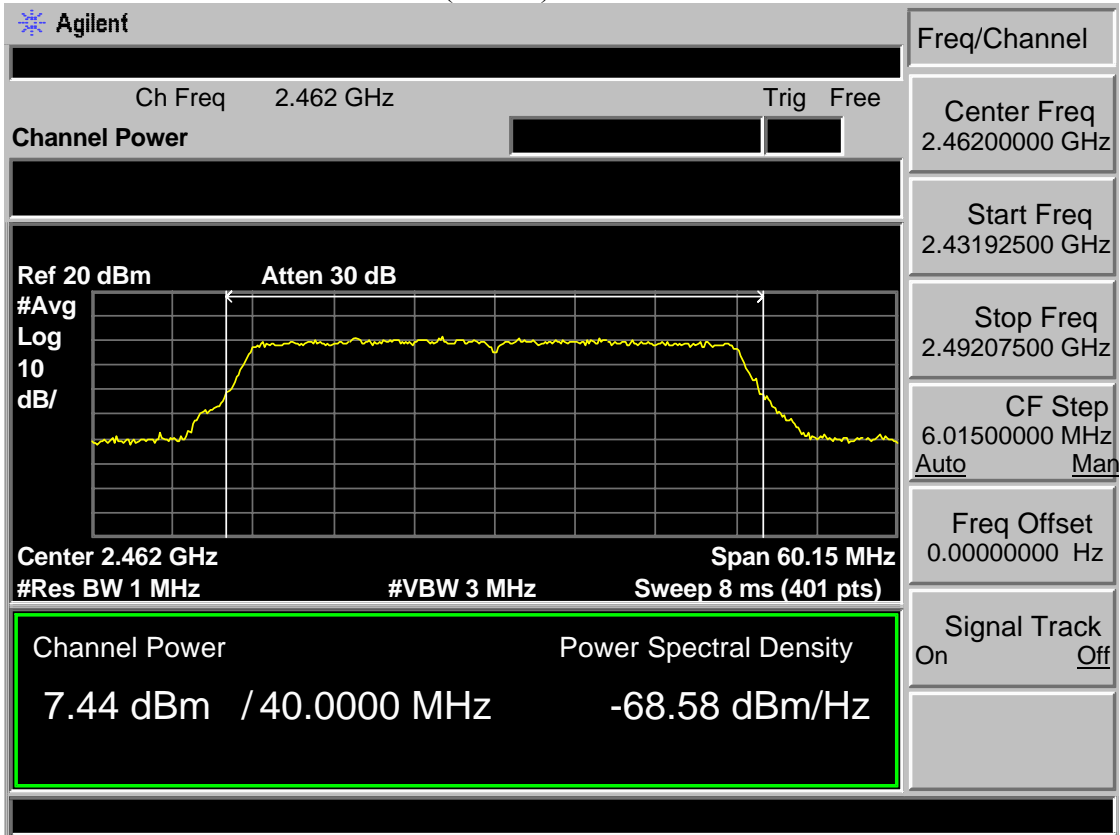 Agilent
Freq/Channel
Ch Freq 2.462 GHz Trig Free
Channel Power
Center Freq
2.46200000 GHz
Start Freq
2.43192500 GHz
Ref 20 dBm Atten 30 dB
#Avg
Log
10
dB/
Stop Freq
2.49207500 GHz
CF Step
6.01500000 MHz
Auto Man
Freq Offset
0.00000000 Hz
Center 2.462 GHz Span 60.15 MHz
#Res BW 1 MHz #VBW 3 MHz Sweep 8 ms (401 pts)
Signal Track
On Off
Channel Power Power Spectral Density
7.44 dBm / 40.0000 MHz -68.58 dBm/Hz